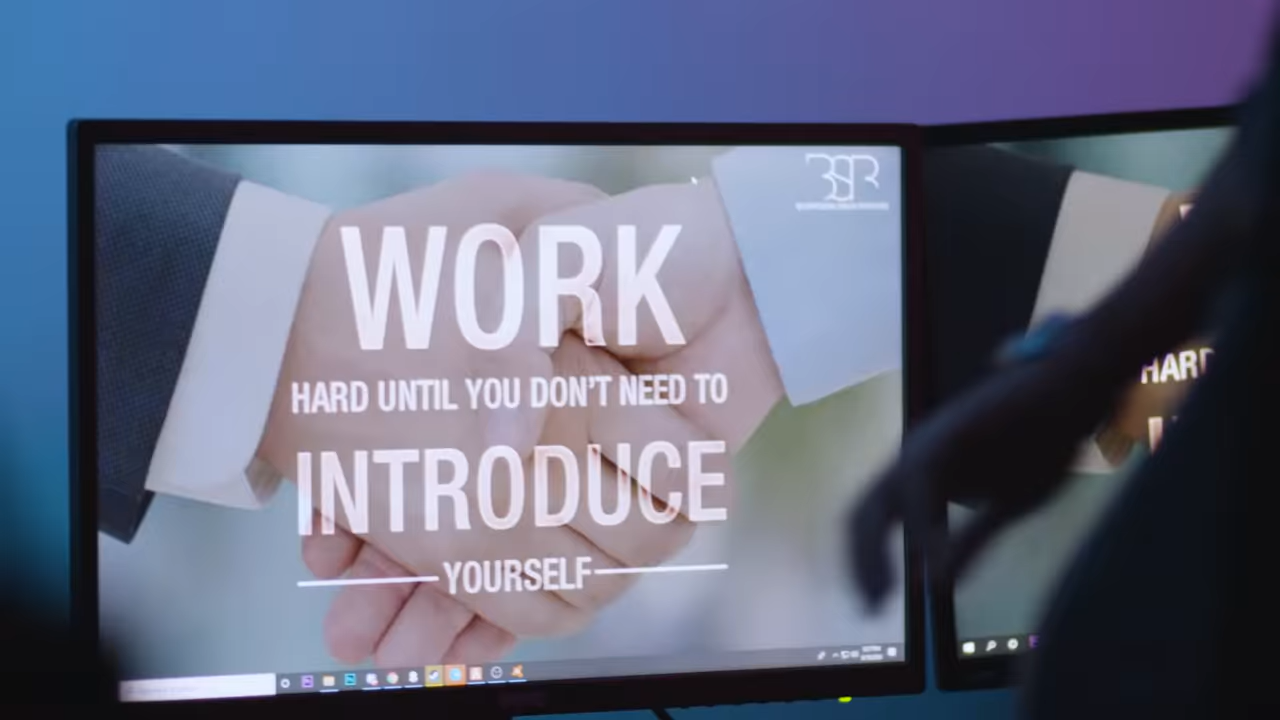 WORK
HARD UNTIL YOU DON'T NEED TO
INTRODUCE
YOURSELF
HARD